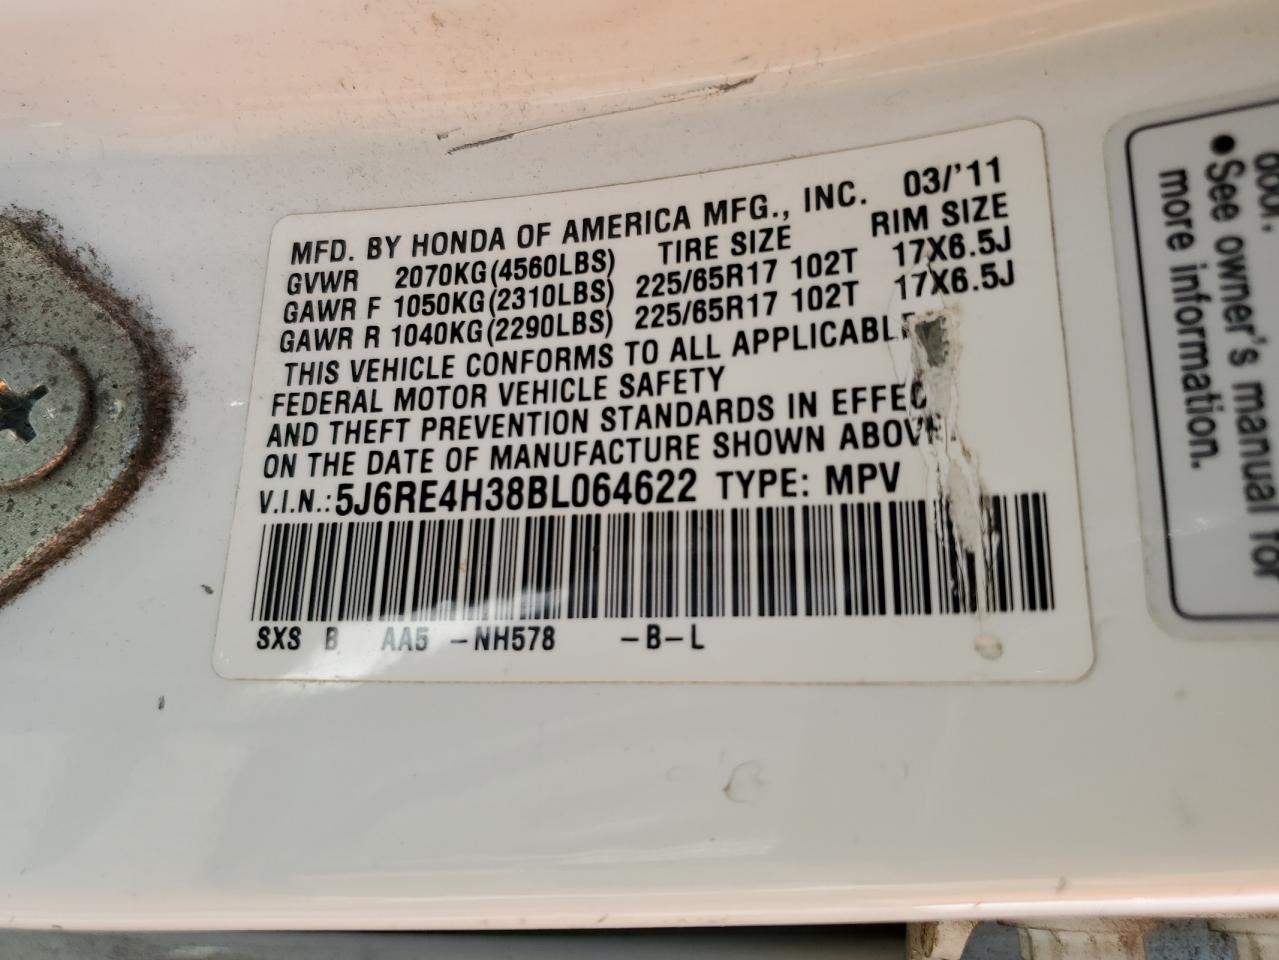 MFD. BY HONDA OF AMERICA MFG., INC. 03/'11
GVWR 2070KG(4560LBS) TIRE SIZE RIM SIZE
GAWR F 1050KG(2310LBS) 225/65R17 102T 17X6.5J
GAWR R 1040KG(2290LBS) 225/65R17 102T 17X6.5J
THIS VEHICLE CONFORMS TO ALL APPLICABLE
FEDERAL MOTOR VEHICLE SAFETY
AND THEFT PREVENTION STANDARDS IN EFFEC
ON THE DATE OF MANUFACTURE SHOWN ABOVE.
V.I.N.: 5J6RE4H38BL064622 TYPE: MPV
SXS B AA5 -NH578 -B-L
door.
• See owner's manual for
more information.